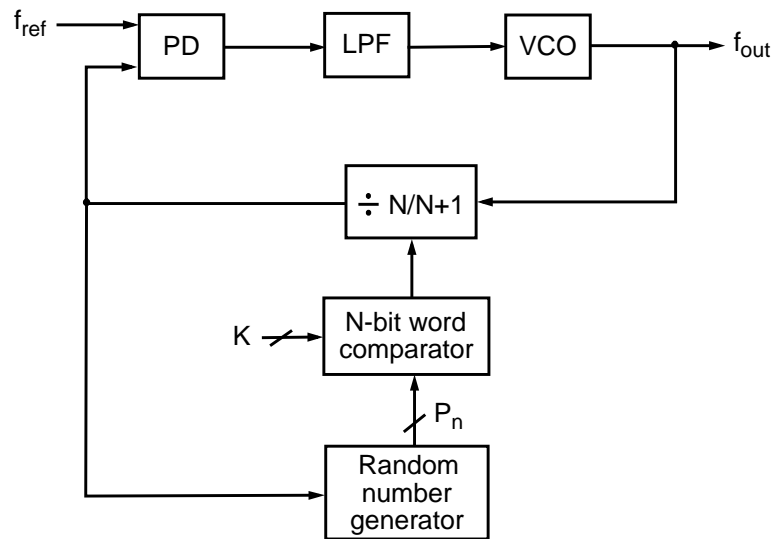 f_ref
PD
LPF
VCO
f_out
÷ N/N+1
K
N-bit word
comparator
P_n
Random
number
generator